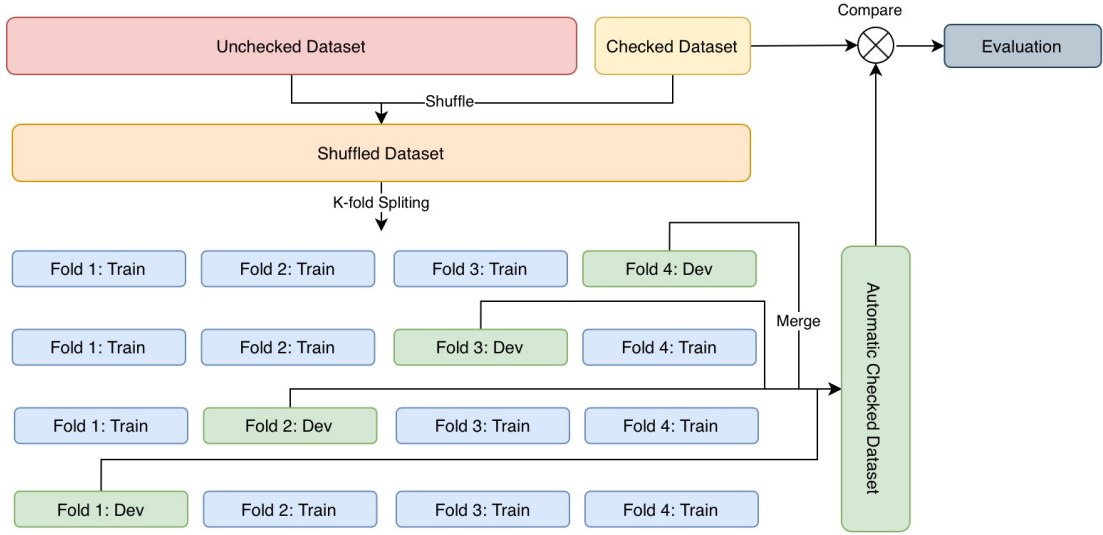 Compare
Unchecked Dataset
Checked Dataset
Evaluation
Shuffle
Shuffled Dataset
K-fold Spliting
Fold 1: Train
Fold 2: Train
Fold 3: Train
Fold 4: Dev
Merge
Fold 1: Train
Fold 2: Train
Fold 3: Dev
Fold 4: Train
Fold 1: Train
Fold 2: Dev
Fold 3: Train
Fold 4: Train
Fold 1: Dev
Fold 2: Train
Fold 3: Train
Fold 4: Train
Automatic Checked Dataset